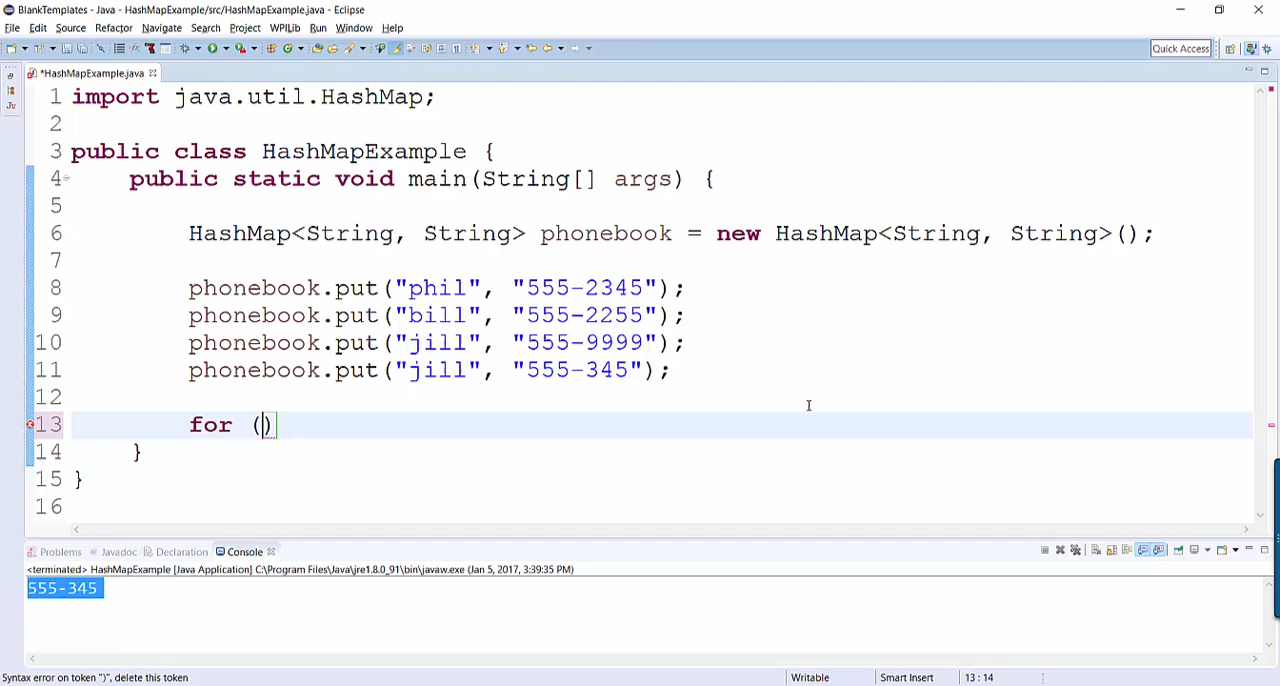 BlankTemplates - Java - HashMapExample/src/HashMapExample.java - Eclipse
File Edit Source Refactor Navigate Search Project WPILib Run Window Help
Quick Access
*HashMapExample.java
1 import java.util.HashMap;
2
3 public class HashMapExample {
4 public static void main(String[] args) {
5
6 HashMap<String, String> phonebook = new HashMap<String, String>();
7
8 phonebook.put("phil", "555-2345");
9 phonebook.put("bill", "555-2255");
10 phonebook.put("jill", "555-9999");
11 phonebook.put("jill", "555-345");
12
13 for ()
14 }
15 }
16
Problems Javadoc Declaration Console
<terminated> HashMapExample [Java Application] C:\Program Files\Java\jre1.8.0_91\bin\javaw.exe (Jan 5, 2017, 3:39:35 PM)
555-345
Syntax error on token ")", delete this token Writable Smart Insert 13 : 14